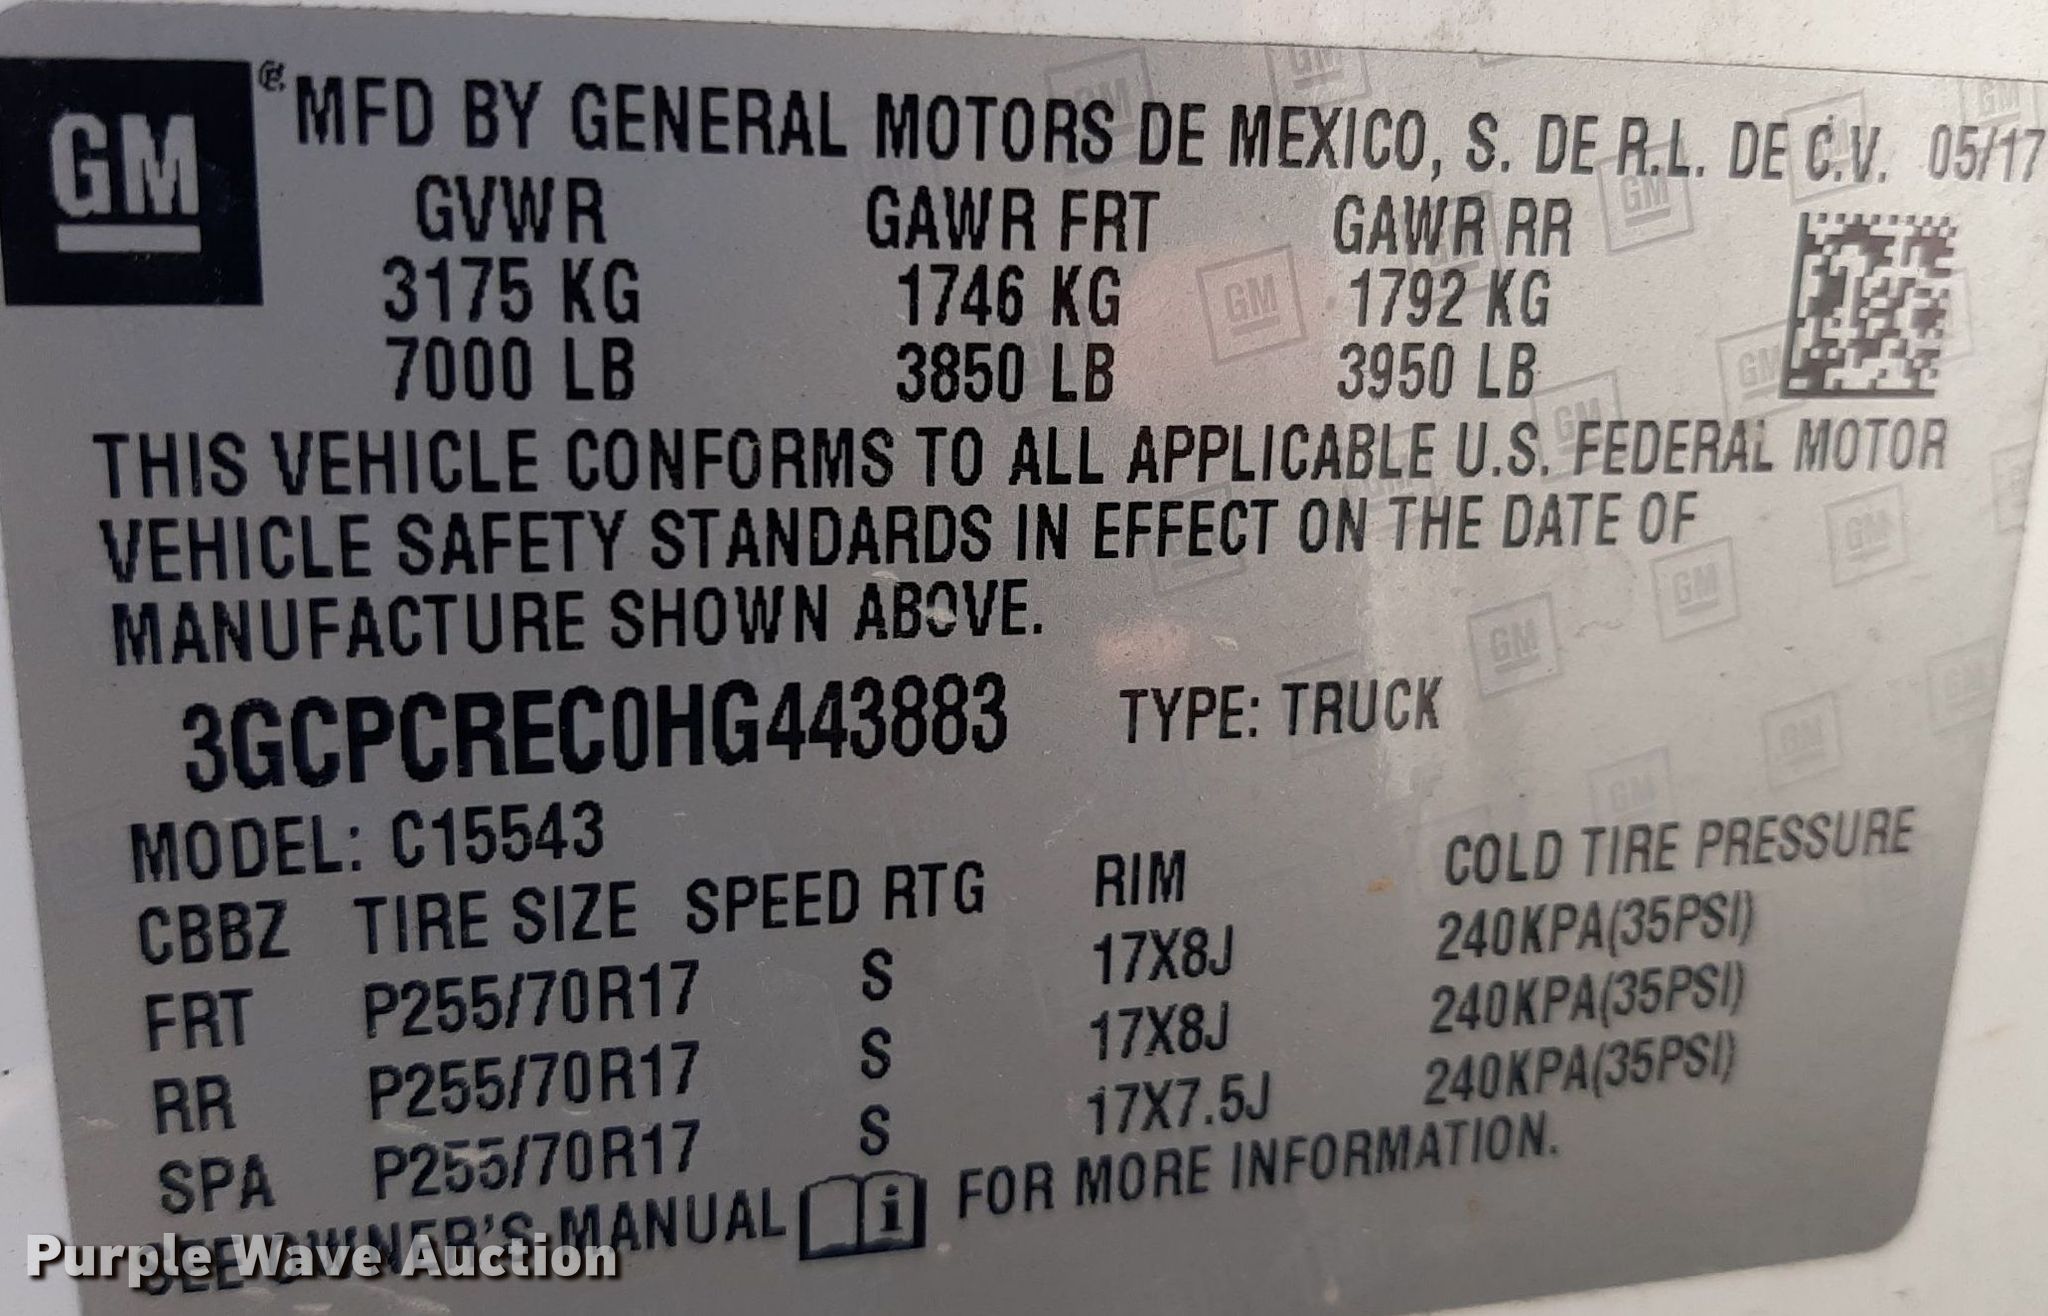 GM
MFD BY GENERAL MOTORS DE MEXICO, S. DE R.L. DE C.V. 05/17
GVWR GAWR FRT GAWR RR
3175 KG 1746 KG 1792 KG
7000 LB 3850 LB 3950 LB
THIS VEHICLE CONFORMS TO ALL APPLICABLE U.S. FEDERAL MOTOR
VEHICLE SAFETY STANDARDS IN EFFECT ON THE DATE OF
MANUFACTURE SHOWN ABOVE.
3GCPCREC0HG443883 TYPE: TRUCK
MODEL: C15543
CBBZ TIRE SIZE SPEED RTG RIM COLD TIRE PRESSURE
FRT P255/70R17 S 17X8J 240KPA(35PSI)
RR P255/70R17 S 17X8J 240KPA(35PSI)
SPA P255/70R17 S 17X7.5J 240KPA(35PSI)
SEE OWNER'S MANUAL i FOR MORE INFORMATION.
Purple Wave Auction